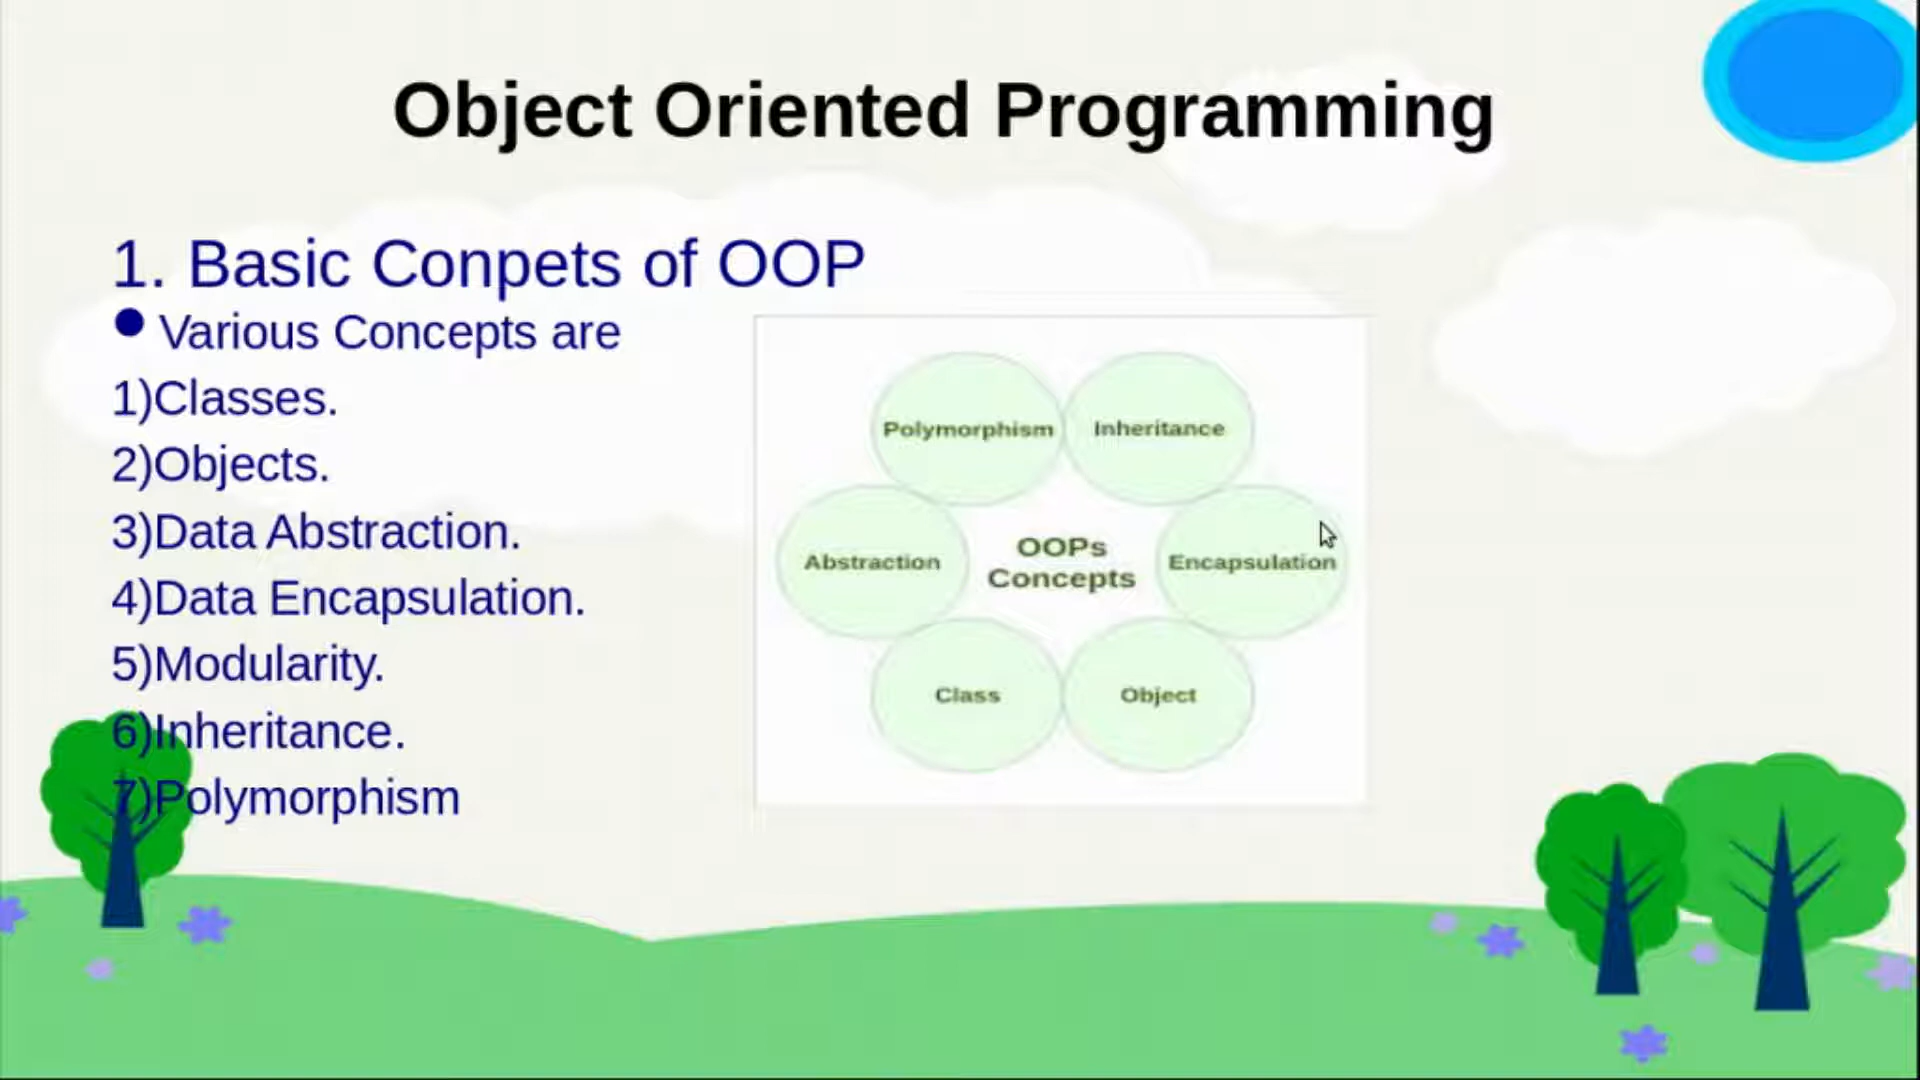 Object Oriented Programming
1. Basic Conpets of OOP
Various Concepts are
1)Classes.
2)Objects.
3)Data Abstraction.
4)Data Encapsulation.
5)Modularity.
6)Inheritance.
7)Polymorphism
Polymorphism
Inheritance
Abstraction
OOPs
Concepts
Encapsulation
Class
Object